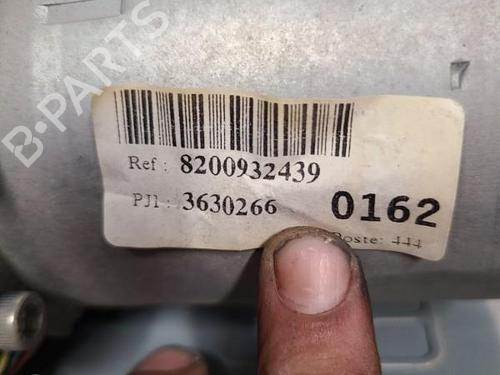 B-PARTS
Ref : 8200932439
PJ1 : 3630266
0162
Poste: 444